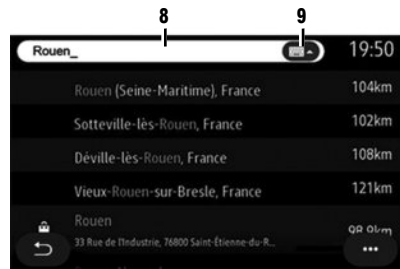 8 9
Rouen_ 19:50
Rouen (Seine-Maritime), France 104km
Sotteville-lès-Rouen, France 102km
Déville-lès-Rouen, France 108km
Vieux-Rouen-sur-Bresle, France 121km
Rouen
33 Rue de l'Industrie, 76800 Saint-Étienne-du-R...